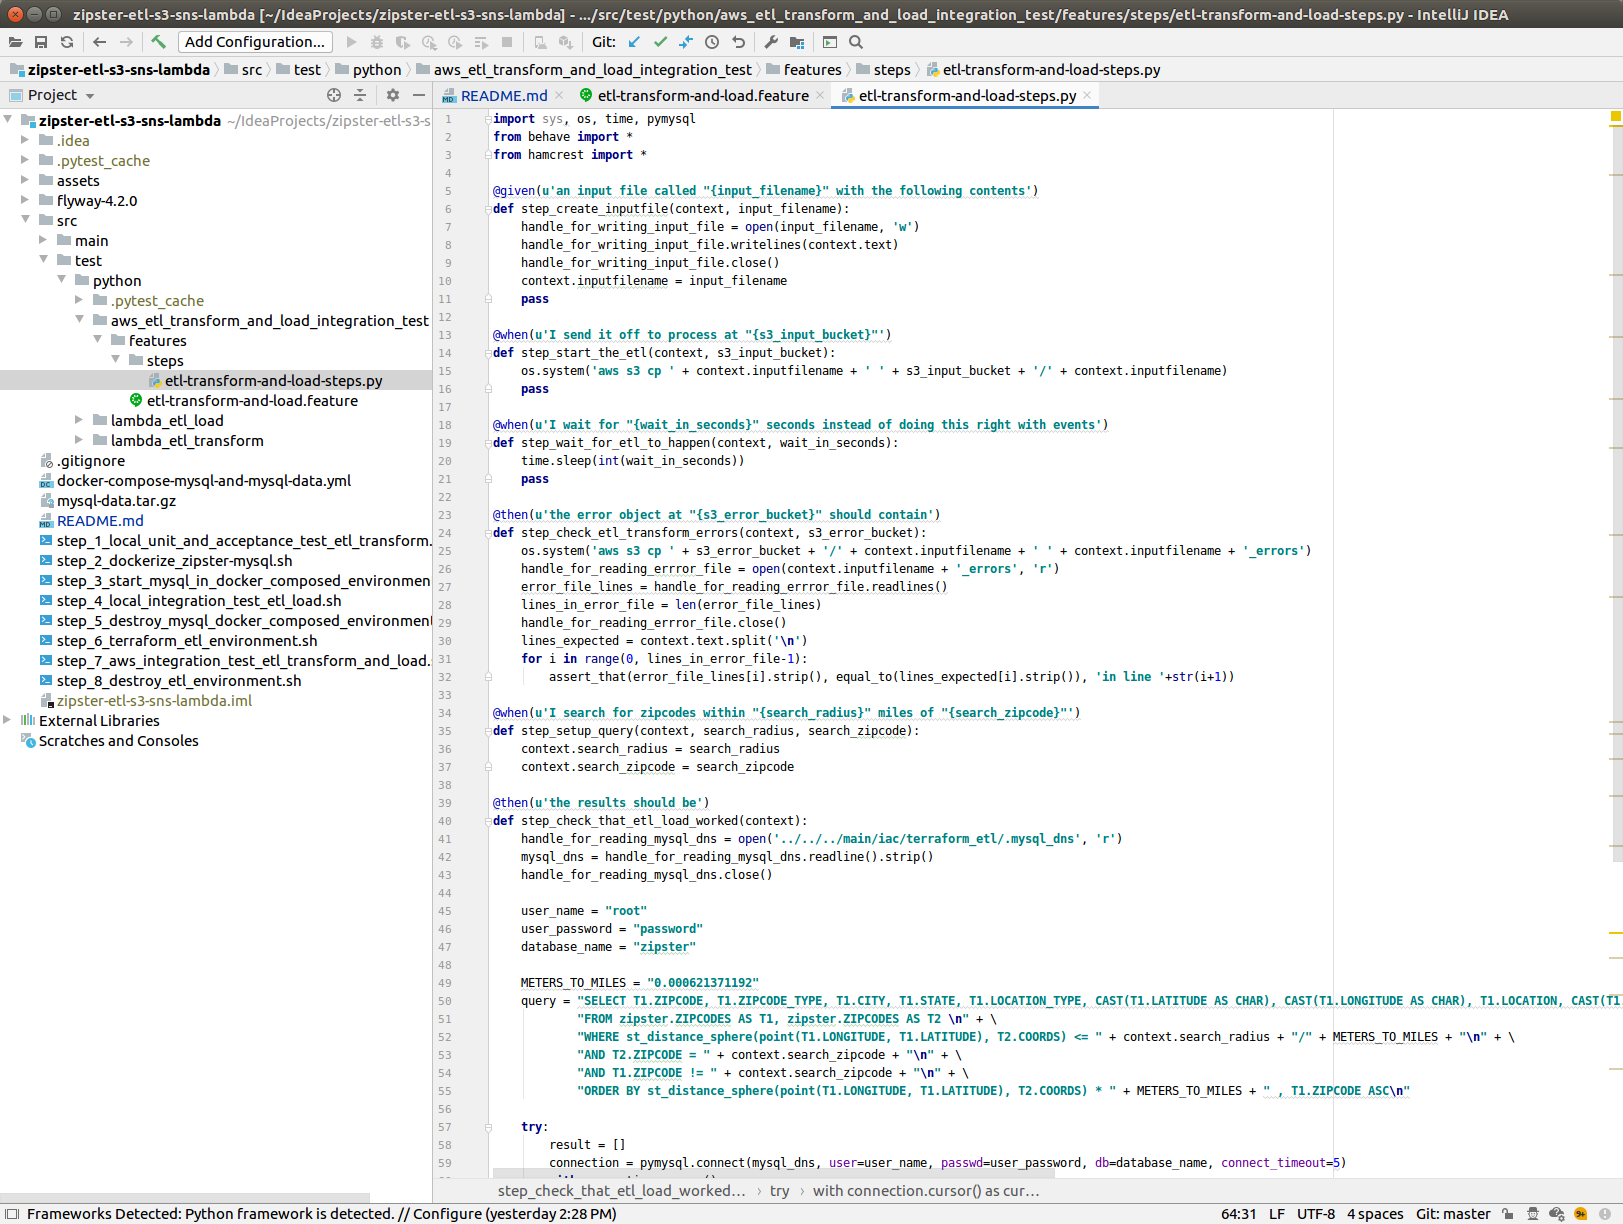 zipster-etl-s3-sns-lambda [~/IdeaProjects/zipster-etl-s3-sns-lambda] - .../src/test/python/aws_etl_transform_and_load_integration_test/features/steps/etl-transform-and-load-steps.py - IntelliJ IDEA
Add Configuration...
Git:
zipster-etl-s3-sns-lambda
src
test
python
aws_etl_transform_and_load_integration_test
features
steps
etl-transform-and-load-steps.py
Project
README.md
etl-transform-and-load.feature
etl-transform-and-load-steps.py
zipster-etl-s3-sns-lambda ~/IdeaProjects/zipster-etl-s3-s
.idea
.pytest_cache
assets
flyway-4.2.0
src
main
test
python
.pytest_cache
aws_etl_transform_and_load_integration_test
features
steps
etl-transform-and-load-steps.py
etl-transform-and-load.feature
lambda_etl_load
lambda_etl_transform
.gitignore
docker-compose-mysql-and-mysql-data.yml
mysql-data.tar.gz
README.md
step_1_local_unit_and_acceptance_test_etl_transform.
step_2_dockerize_zipster-mysql.sh
step_3_start_mysql_in_docker_composed_environmen
step_4_local_integration_test_etl_load.sh
step_5_destroy_mysql_docker_composed_environment
step_6_terraform_etl_environment.sh
step_7_aws_integration_test_etl_transform_and_load.
step_8_destroy_etl_environment.sh
zipster-etl-s3-sns-lambda.iml
External Libraries
Scratches and Consoles
1 import sys, os, time, pymysql
2 from behave import *
3 from hamcrest import *
4
5 @given(u'an input file called "{input_filename}" with the following contents')
6 def step_create_inputfile(context, input_filename):
7 handle_for_writing_input_file = open(input_filename, 'w')
8 handle_for_writing_input_file.writelines(context.text)
9 handle_for_writing_input_file.close()
10 context.inputfilename = input_filename
11 pass
12
13 @when(u'I send it off to process at "{s3_input_bucket}"')
14 def step_start_the_etl(context, s3_input_bucket):
15 os.system('aws s3 cp ' + context.inputfilename + ' ' + s3_input_bucket + '/' + context.inputfilename)
16 pass
17
18 @when(u'I wait for "{wait_in_seconds}" seconds instead of doing this right with events')
19 def step_wait_for_etl_to_happen(context, wait_in_seconds):
20 time.sleep(int(wait_in_seconds))
21 pass
22
23 @then(u'the error object at "{s3_error_bucket}" should contain')
24 def step_check_etl_transform_errors(context, s3_error_bucket):
25 os.system('aws s3 cp ' + s3_error_bucket + '/' + context.inputfilename + ' ' + context.inputfilename + '_errors')
26 handle_for_reading_errror_file = open(context.inputfilename + '_errors', 'r')
27 error_file_lines = handle_for_reading_errror_file.readlines()
28 lines_in_error_file = len(error_file_lines)
29 handle_for_reading_errror_file.close()
30 lines_expected = context.text.split('\n')
31 for i in range(0, lines_in_error_file-1):
32 assert_that(error_file_lines[i].strip(), equal_to(lines_expected[i].strip()), 'in line '+str(i+1))
33
34 @when(u'I search for zipcodes within "{search_radius}" miles of "{search_zipcode}"')
35 def step_setup_query(context, search_radius, search_zipcode):
36 context.search_radius = search_radius
37 context.search_zipcode = search_zipcode
38
39 @then(u'the results should be')
40 def step_check_that_etl_load_worked(context):
41 handle_for_reading_mysql_dns = open('../../../main/iac/terraform_etl/.mysql_dns', 'r')
42 mysql_dns = handle_for_reading_mysql_dns.readline().strip()
43 handle_for_reading_mysql_dns.close()
44
45 user_name = "root"
46 user_password = "password"
47 database_name = "zipster"
48
49 METERS_TO_MILES = "0.000621371192"
50 query = "SELECT T1.ZIPCODE, T1.ZIPCODE_TYPE, T1.CITY, T1.STATE, T1.LOCATION_TYPE, CAST(T1.LATITUDE AS CHAR), CAST(T1.LONGITUDE AS CHAR), T1.LOCATION, CAST(T1.
51 "FROM zipster.ZIPCODES AS T1, zipster.ZIPCODES AS T2 \n" + \
52 "WHERE st_distance_sphere(point(T1.LONGITUDE, T1.LATITUDE), T2.COORDS) <= " + context.search_radius + "/" + METERS_TO_MILES + "\n" + \
53 "AND T2.ZIPCODE = " + context.search_zipcode + "\n" + \
54 "AND T1.ZIPCODE != " + context.search_zipcode + "\n" + \
55 "ORDER BY st_distance_sphere(point(T1.LONGITUDE, T1.LATITUDE), T2.COORDS) * " + METERS_TO_MILES + " , T1.ZIPCODE ASC\n"
56
57 try:
58 result = []
59 connection = pymysql.connect(mysql_dns, user=user_name, passwd=user_password, db=database_name, connect_timeout=5)
step_check_that_etl_load_worked... › try › with connection.cursor() as cur...
Frameworks Detected: Python framework is detected. // Configure (yesterday 2:28 PM)
64:31 LF UTF-8 4 spaces Git: master